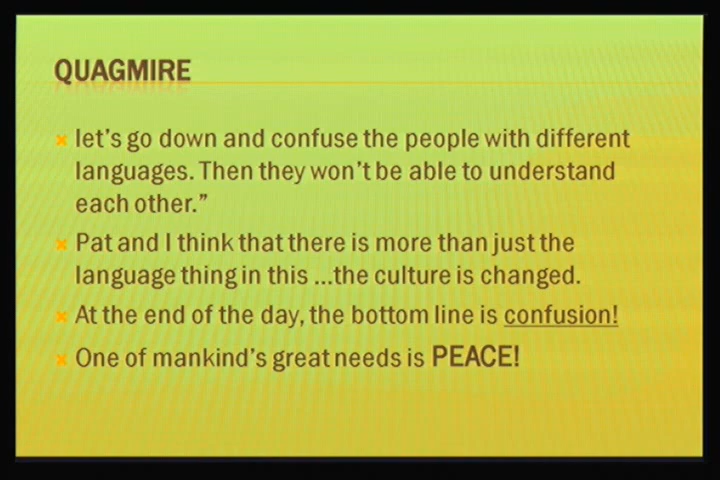 QUAGMIRE
let's go down and confuse the people with different
languages. Then they won't be able to understand
each other.”
Pat and I think that there is more than just the
language thing in this ...the culture is changed.
At the end of the day, the bottom line is confusion!
One of mankind's great needs is PEACE!